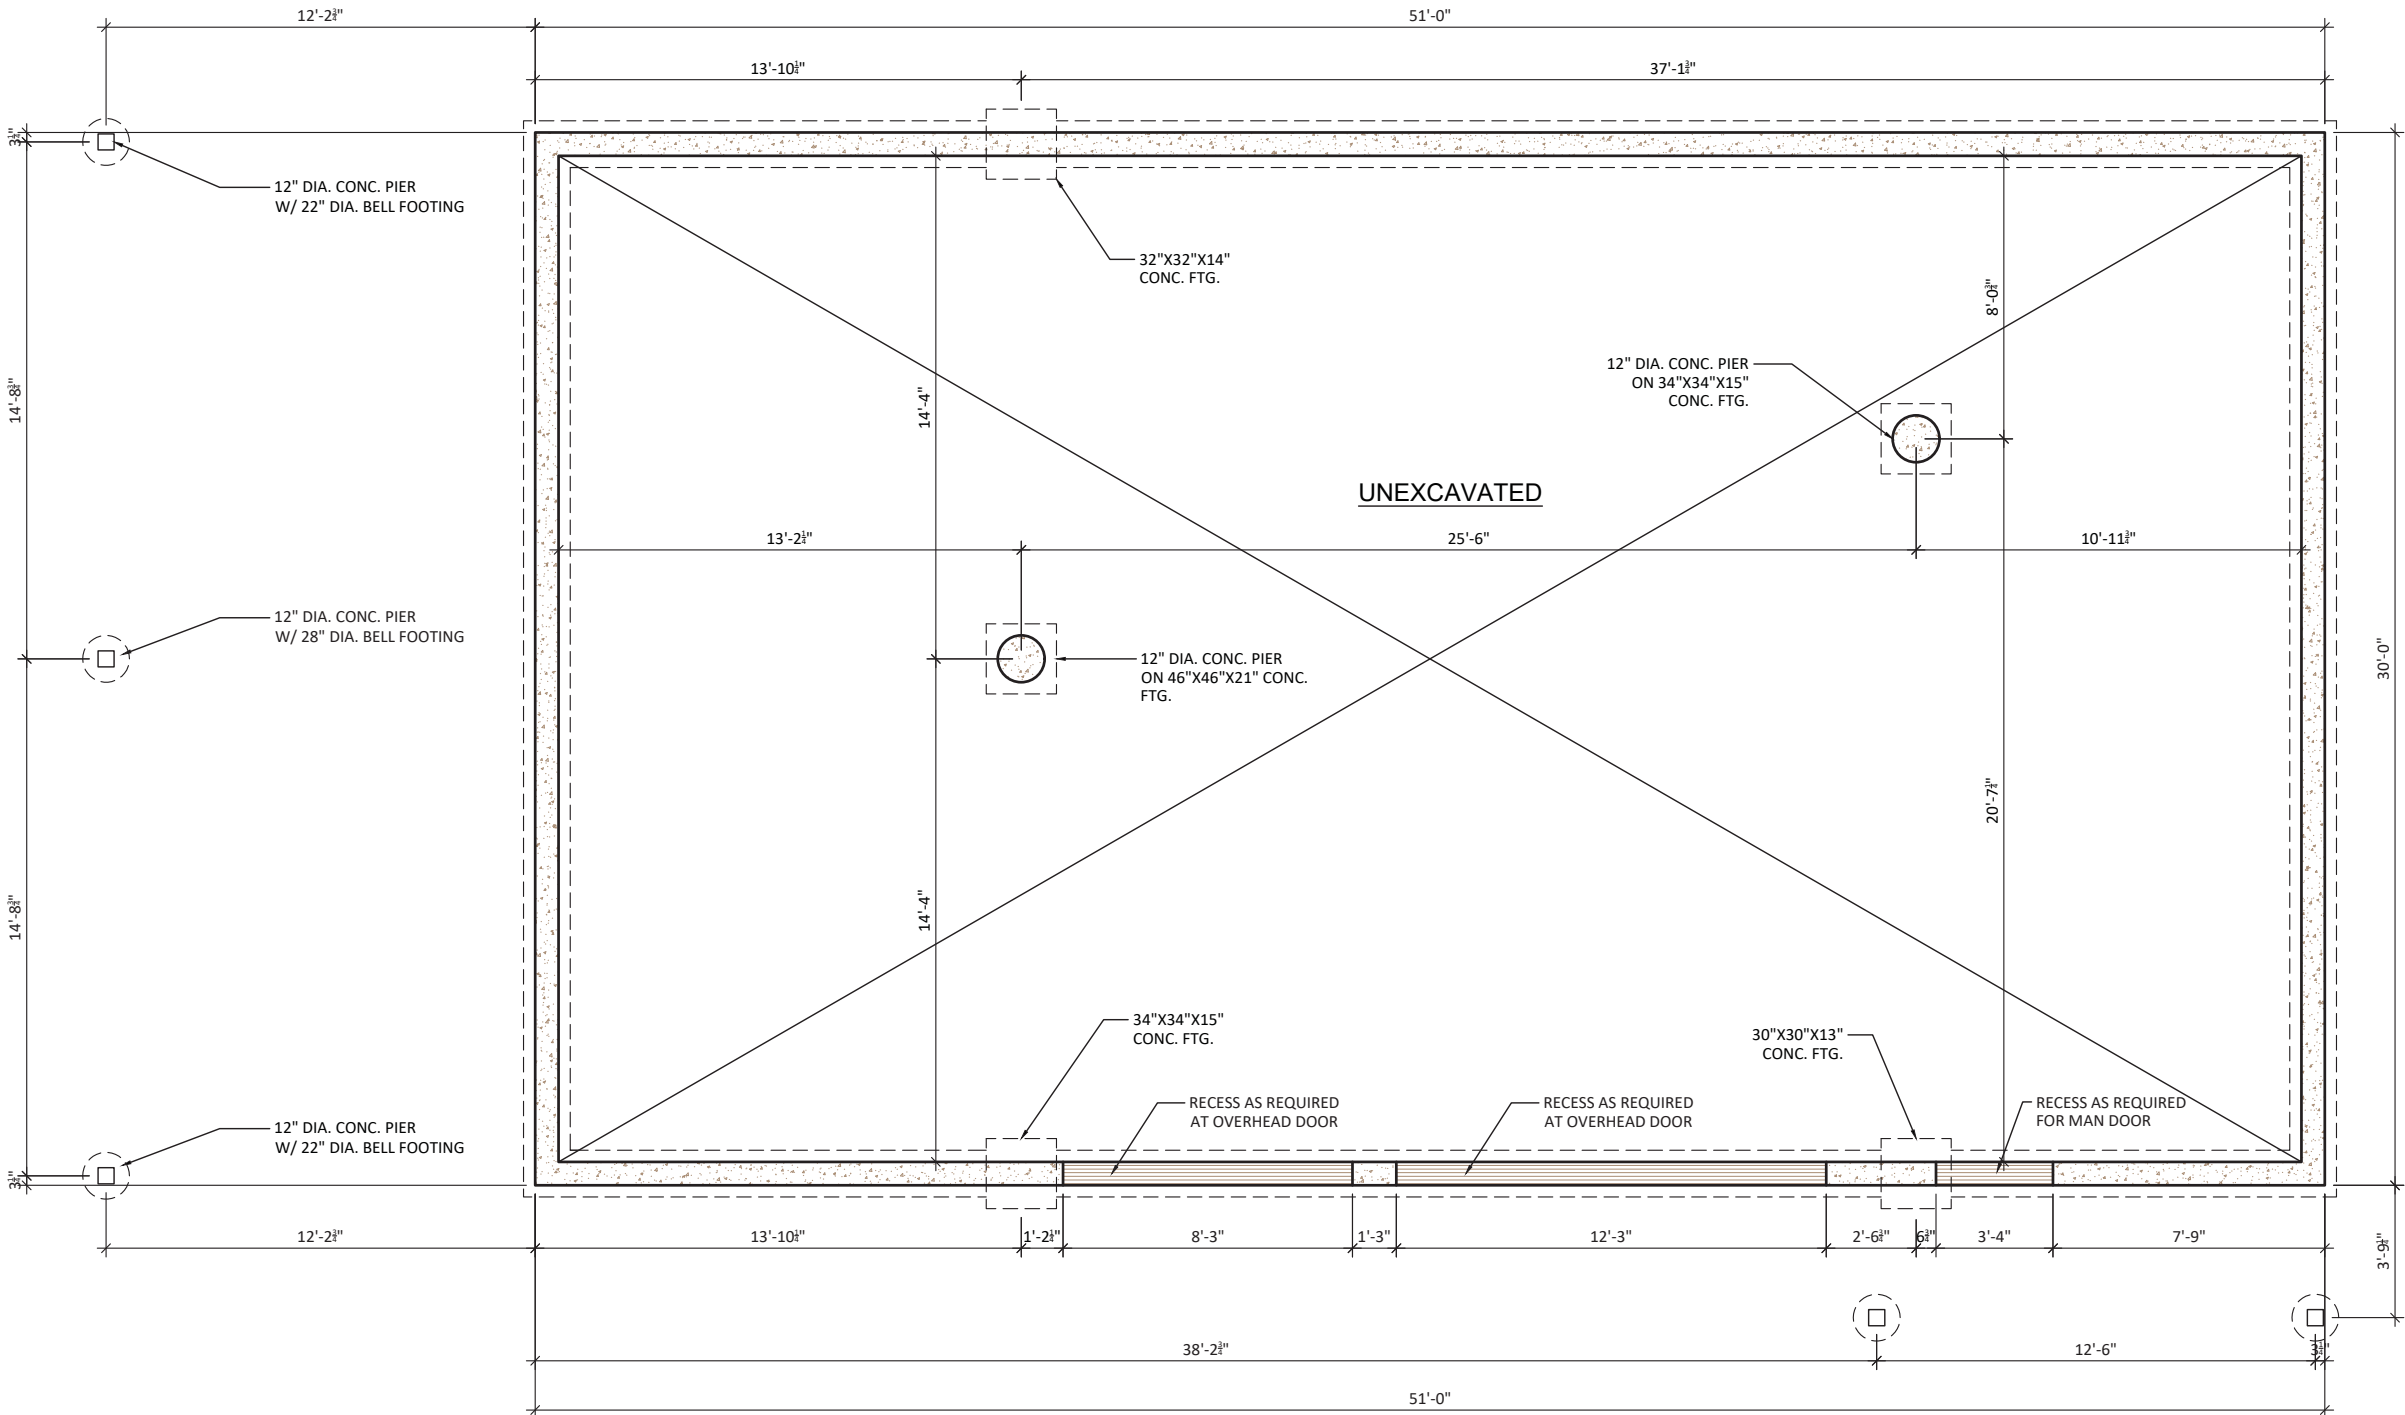 12'-2¾"
51'-0"
13'-10¼"
37'-1¾"
3¼"
12" DIA. CONC. PIER
W/ 22" DIA. BELL FOOTING
32"X32"X14"
CONC. FTG.
8'-0¾"
12" DIA. CONC. PIER
ON 34"X34"X15"
CONC. FTG.
14'-8¾"
14'-4"
UNEXCAVATED
13'-2¼"
25'-6"
10'-11¾"
12" DIA. CONC. PIER
W/ 28" DIA. BELL FOOTING
12" DIA. CONC. PIER
ON 46"X46"X21" CONC.
FTG.
30'-0"
20'-7¼"
14'-8¾"
14'-4"
34"X34"X15"
CONC. FTG.
30"X30"X13"
CONC. FTG.
RECESS AS REQUIRED
AT OVERHEAD DOOR
RECESS AS REQUIRED
AT OVERHEAD DOOR
RECESS AS REQUIRED
FOR MAN DOOR
12" DIA. CONC. PIER
W/ 22" DIA. BELL FOOTING
3¼"
12'-2¾"
13'-10¼"
1'-2¼"
8'-3"
1'-3"
12'-3"
2'-6¾"
6¾"
3'-4"
7'-9"
3'-9¼"
38'-2¾"
12'-6"
3¼"
51'-0"